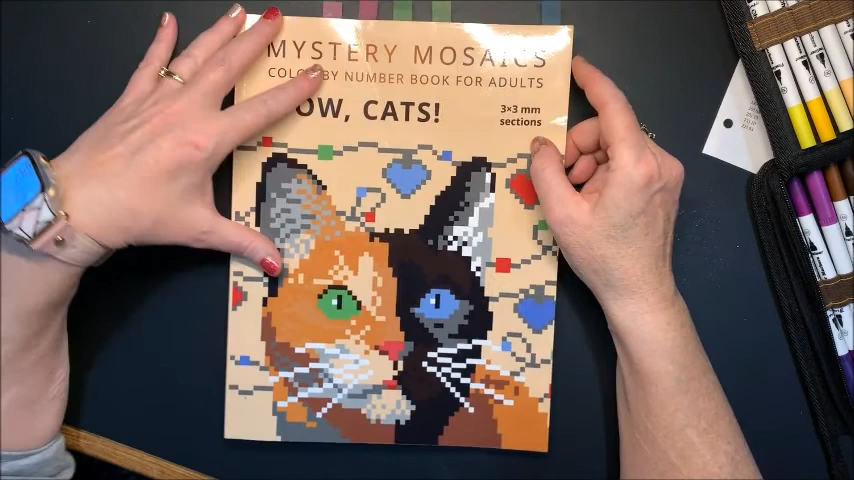 MYSTERY MOSAICS
COLOR BY NUMBER BOOK FOR ADULTS
OW, CATS!
3×3 mm
sections